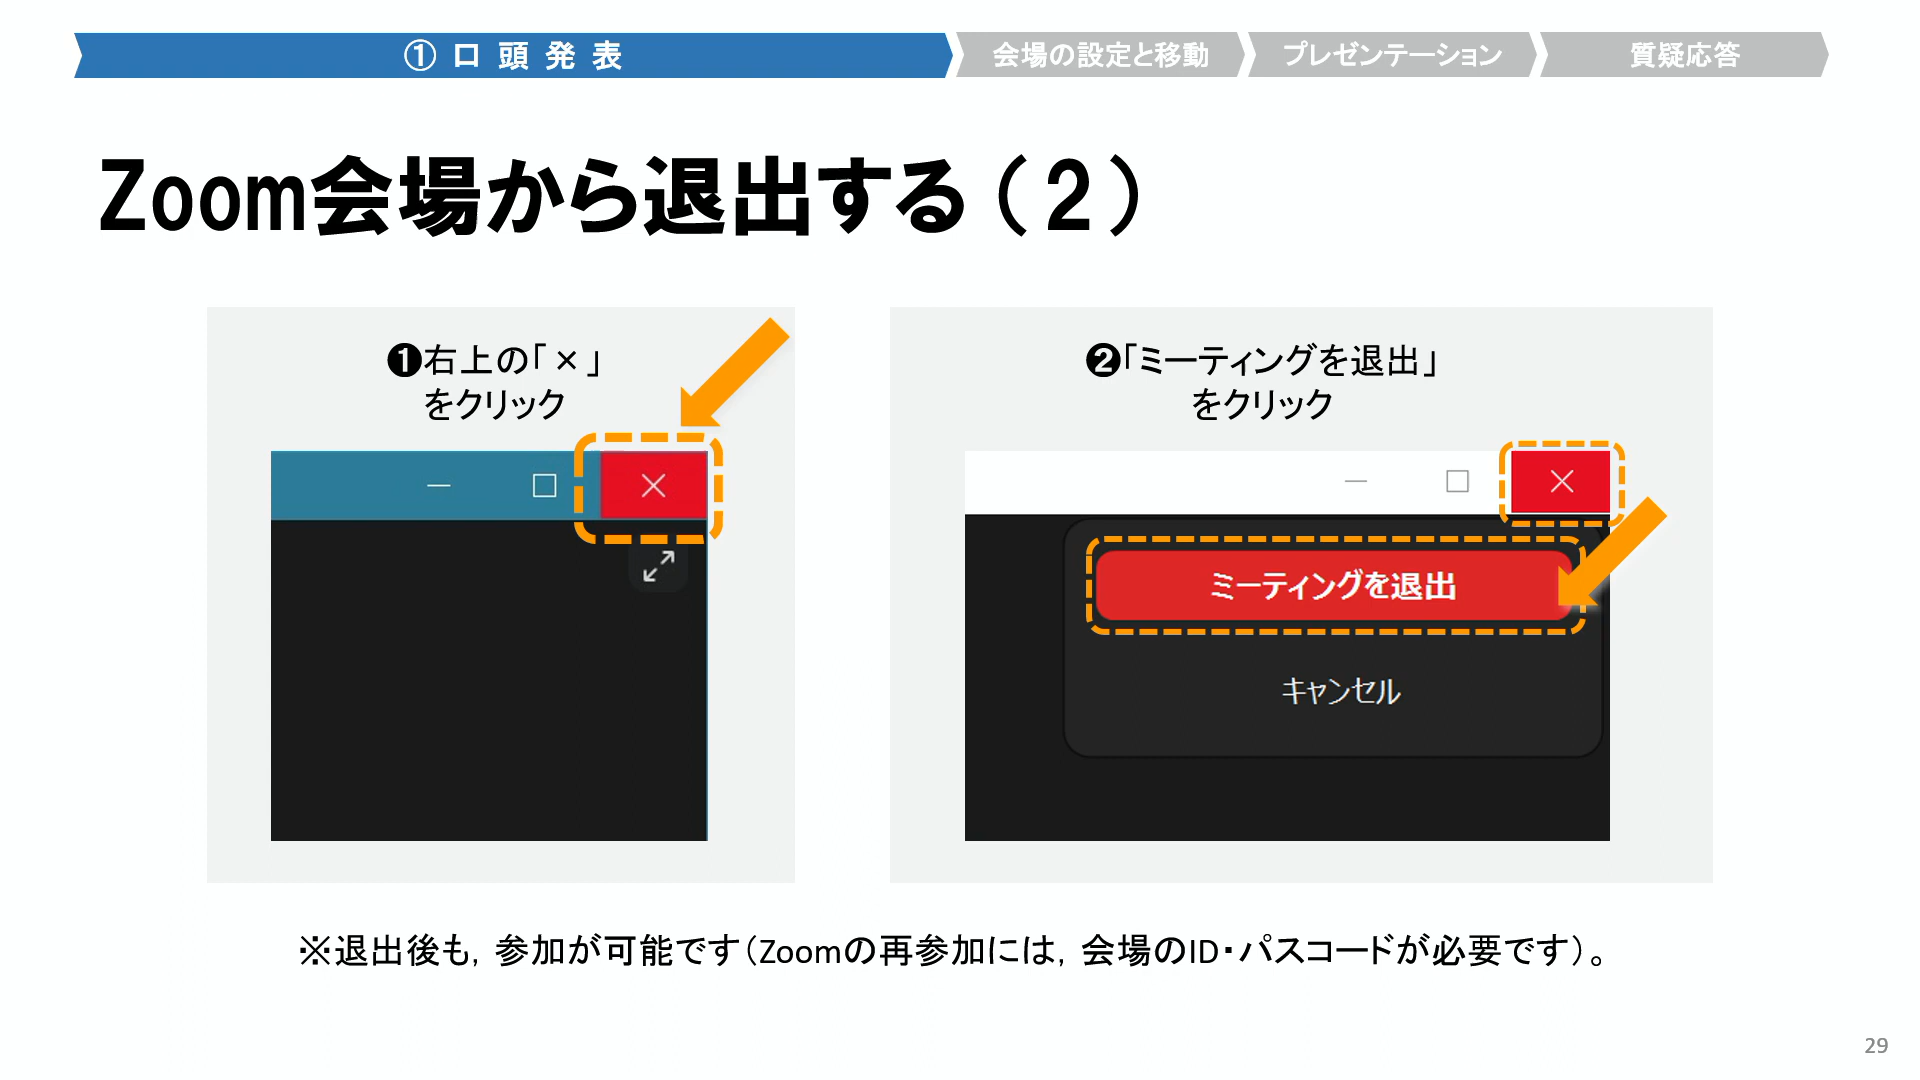 ① 口 頭 発 表
会場の設定と移動
プレゼンテーション
質疑応答
Zoom会場から退出する（２）
❶右上の「×」
をクリック
❷「ミーティングを退出」
をクリック
ミーティングを退出
キャンセル
※退出後も，参加が可能です（Zoomの再参加には，会場のID・パスコードが必要です）。
29